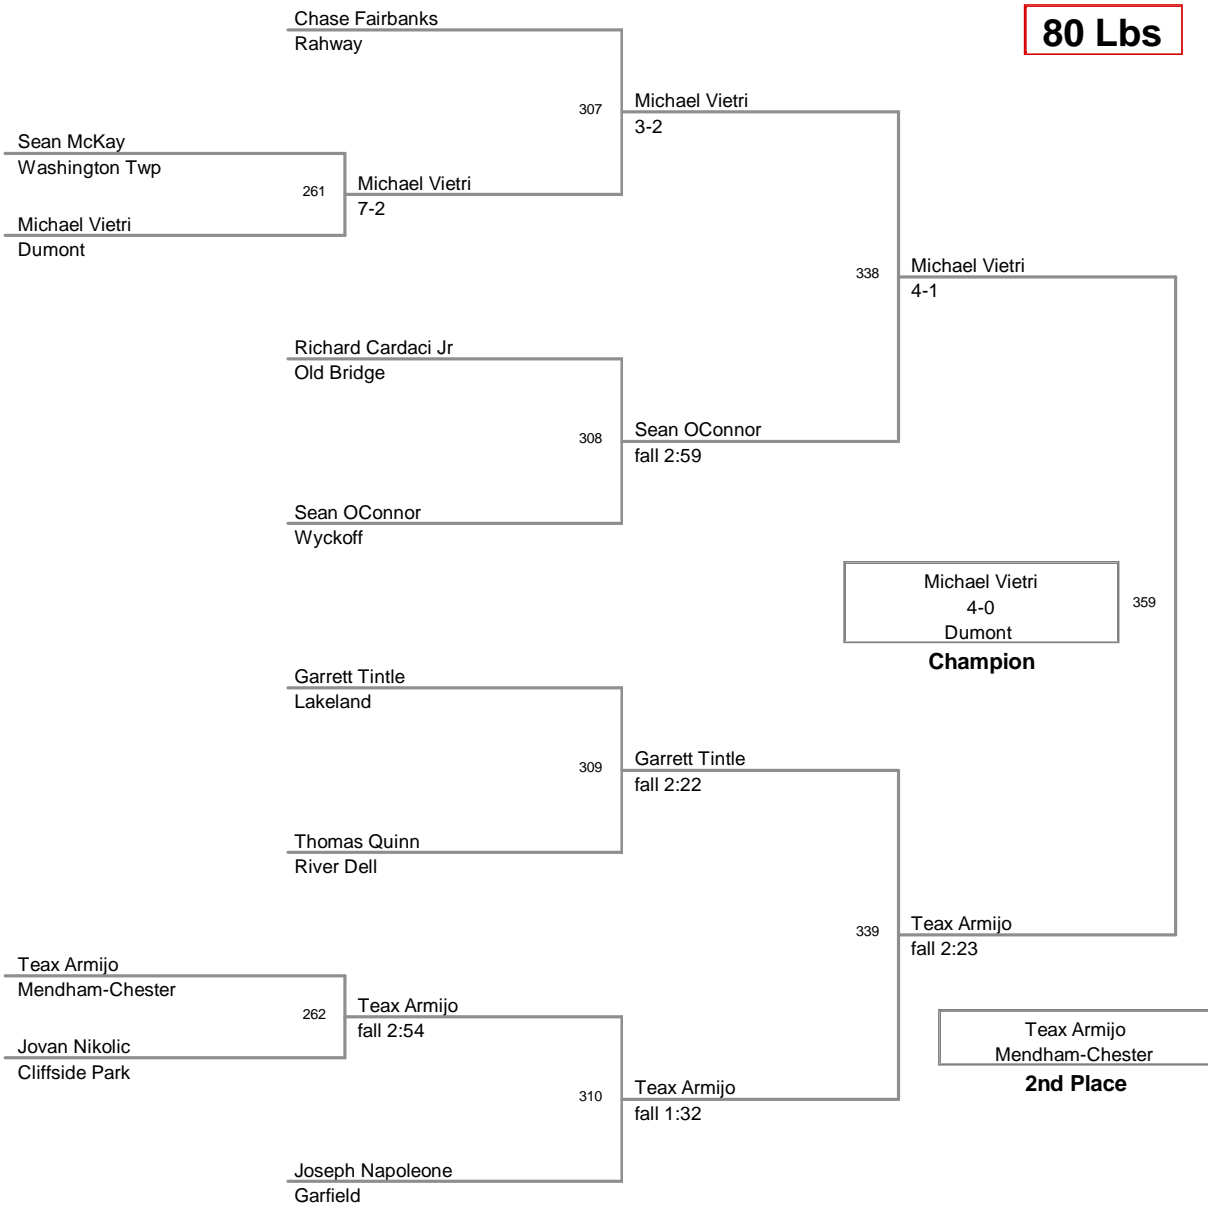 Chase Fairbanks
Rahway
80 Lbs
307
Michael Vietri
3-2
Sean McKay
Washington Twp
261
Michael Vietri
7-2
Michael Vietri
Dumont
338
Michael Vietri
4-1
Richard Cardaci Jr
Old Bridge
308
Sean OConnor
fall 2:59
Sean OConnor
Wyckoff
Michael Vietri
4-0
Dumont
Champion
359
Garrett Tintle
Lakeland
309
Garrett Tintle
fall 2:22
Thomas Quinn
River Dell
339
Teax Armijo
fall 2:23
Teax Armijo
Mendham-Chester
262
Teax Armijo
fall 2:54
Jovan Nikolic
Cliffside Park
Teax Armijo
Mendham-Chester
2nd Place
310
Teax Armijo
fall 1:32
Joseph Napoleone
Garfield